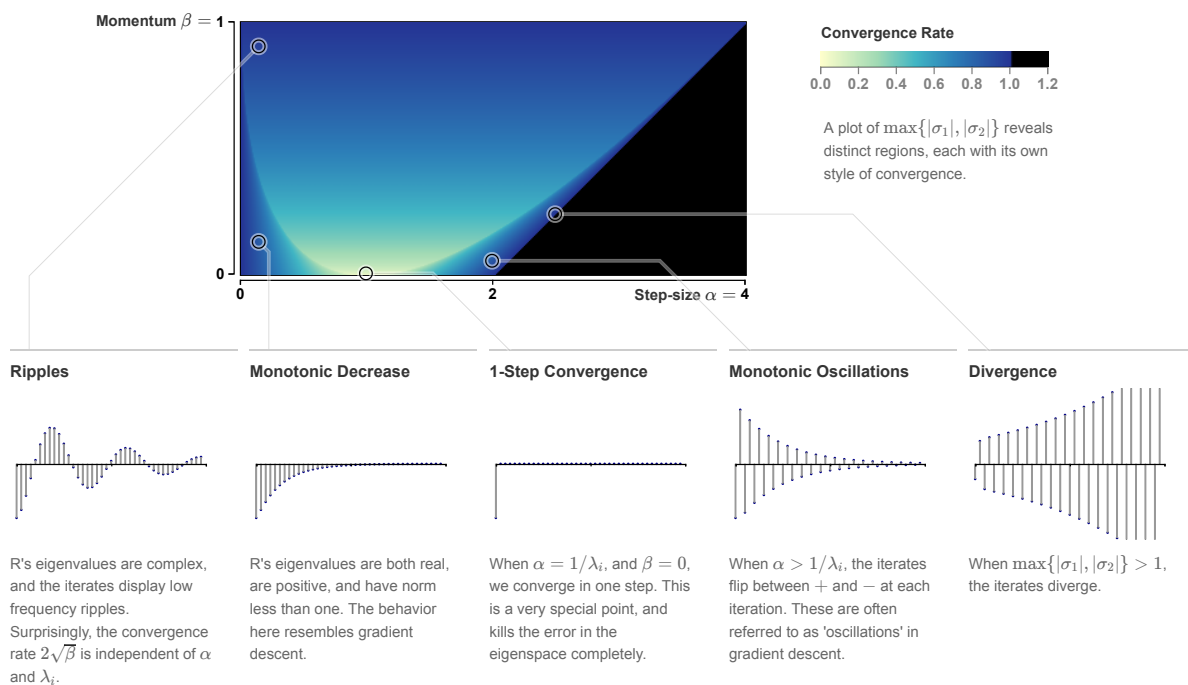 Momentum β = 1
0
0
2
Step-size α = 4
Convergence Rate
0.0 0.2 0.4 0.6 0.8 1.0 1.2
A plot of max{|σ₁|, |σ₂|} reveals
distinct regions, each with its own
style of convergence.
Ripples
R's eigenvalues are complex,
and the iterates display low
frequency ripples.
Surprisingly, the convergence
rate 2√β is independent of α
and λᵢ.
Monotonic Decrease
R's eigenvalues are both real,
are positive, and have norm
less than one. The behavior
here resembles gradient
descent.
1-Step Convergence
When α = 1/λᵢ, and β = 0,
we converge in one step. This
is a very special point, and
kills the error in the
eigenspace completely.
Monotonic Oscillations
When α > 1/λᵢ, the iterates
flip between + and − at each
iteration. These are often
referred to as 'oscillations' in
gradient descent.
Divergence
When max{|σ₁|, |σ₂|} > 1,
the iterates diverge.